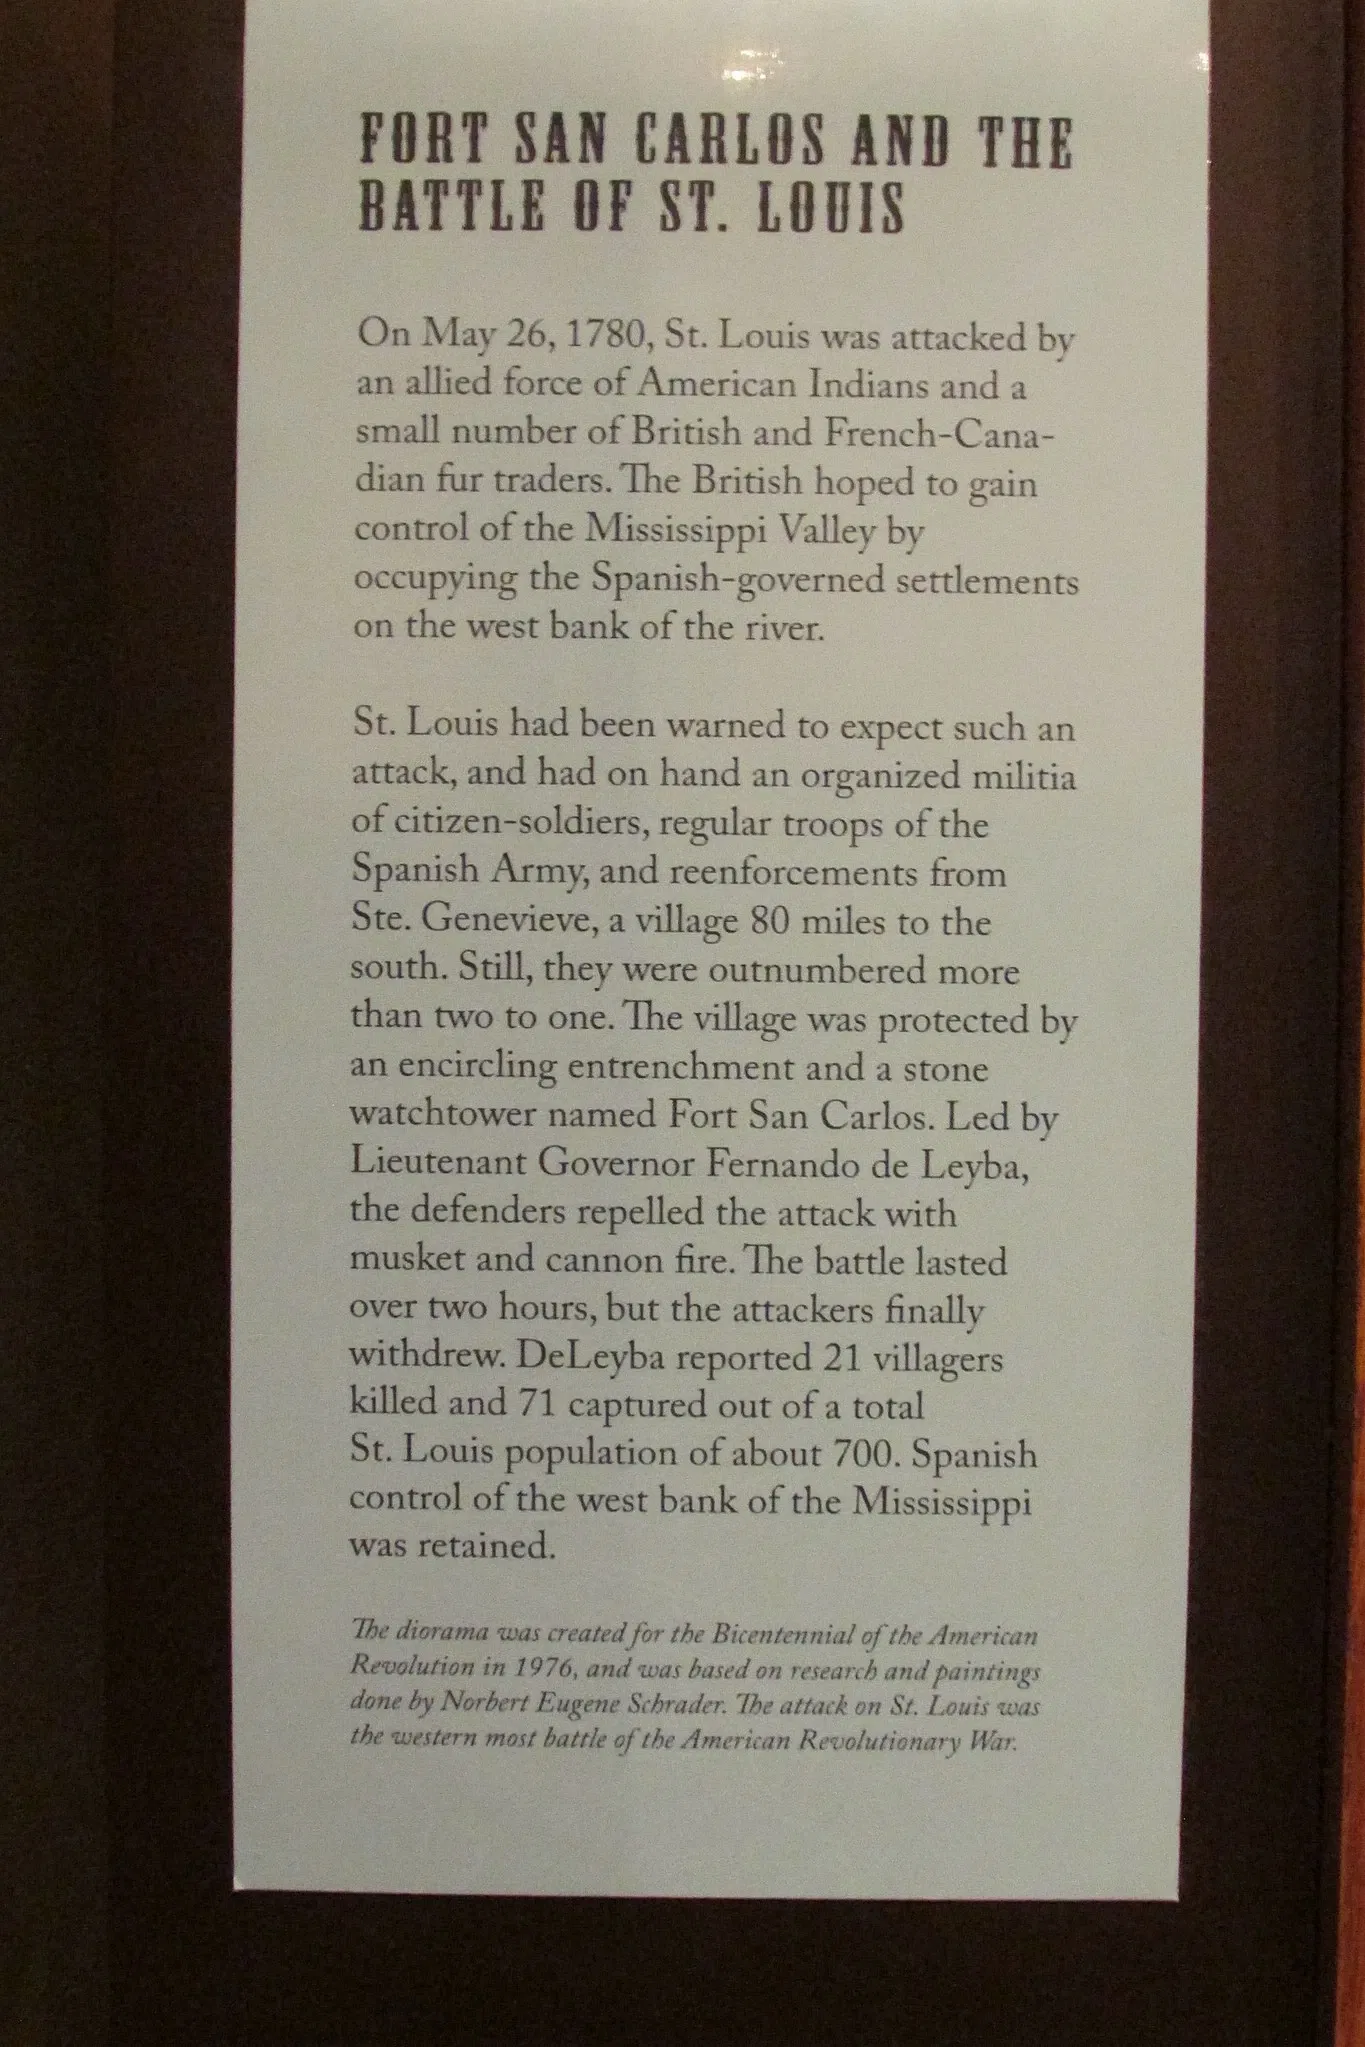 FORT SAN CARLOS AND THE
BATTLE OF ST. LOUIS
On May 26, 1780, St. Louis was attacked by
an allied force of American Indians and a
small number of British and French-Cana-
dian fur traders. The British hoped to gain
control of the Mississippi Valley by
occupying the Spanish-governed settlements
on the west bank of the river.
St. Louis had been warned to expect such an
attack, and had on hand an organized militia
of citizen-soldiers, regular troops of the
Spanish Army, and reenforcements from
Ste. Genevieve, a village 80 miles to the
south. Still, they were outnumbered more
than two to one. The village was protected by
an encircling entrenchment and a stone
watchtower named Fort San Carlos. Led by
Lieutenant Governor Fernando de Leyba,
the defenders repelled the attack with
musket and cannon fire. The battle lasted
over two hours, but the attackers finally
withdrew. DeLeyba reported 21 villagers
killed and 71 captured out of a total
St. Louis population of about 700. Spanish
control of the west bank of the Mississippi
was retained.
The diorama was created for the Bicentennial of the American
Revolution in 1976, and was based on research and paintings
done by Norbert Eugene Schrader. The attack on St. Louis was
the western most battle of the American Revolutionary War.